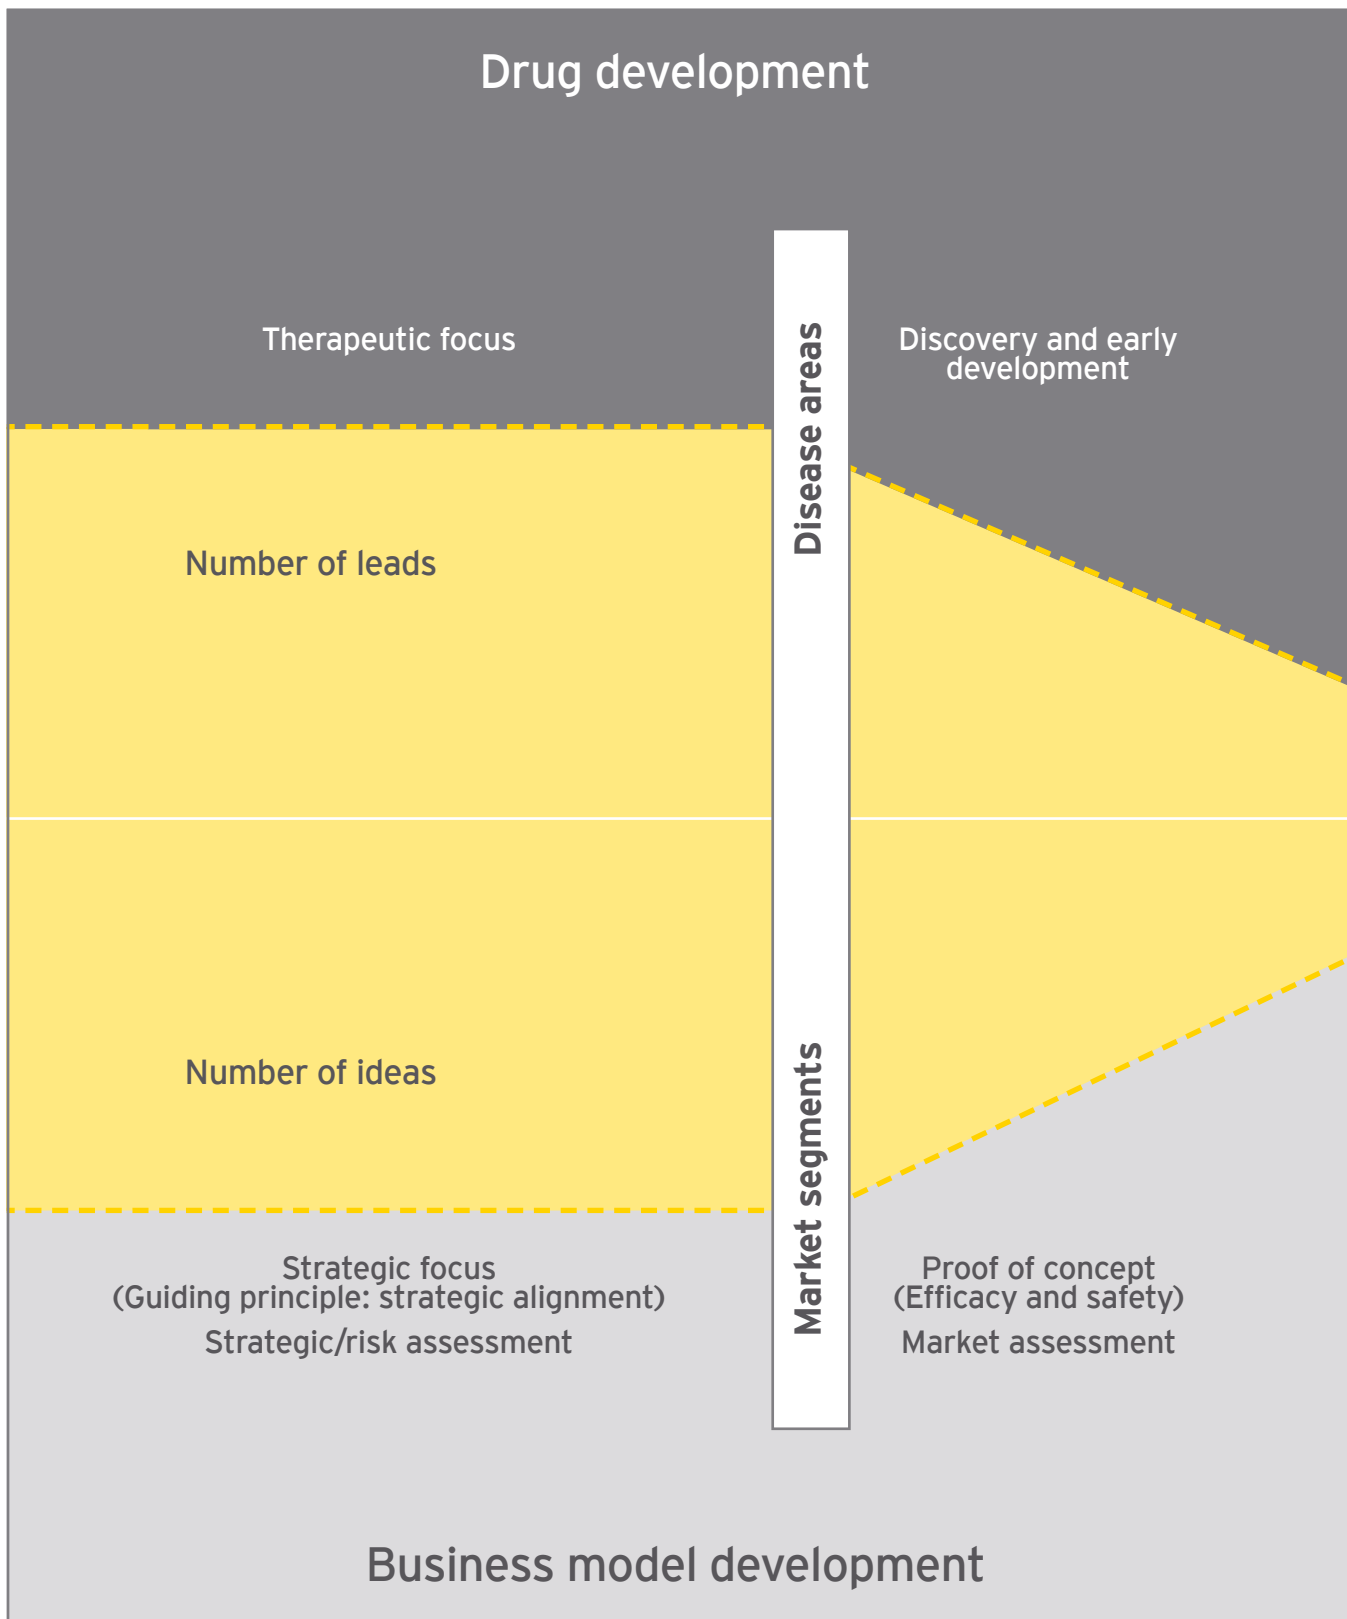 Drug development
Therapeutic focus
Discovery and early
development
Disease areas
Number of leads
Number of ideas
Market segments
Strategic focus
(Guiding principle: strategic alignment)
Strategic/risk assessment
Proof of concept
(Efficacy and safety)
Market assessment
Business model development